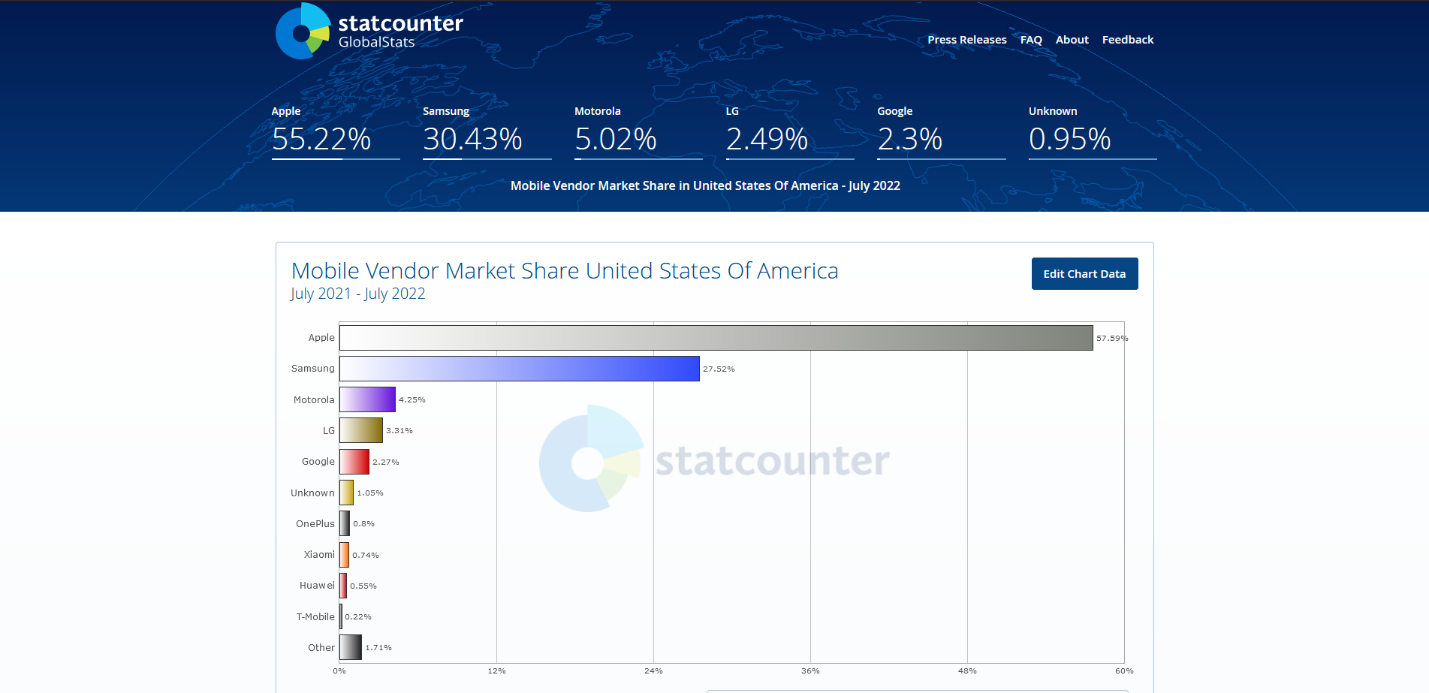 statcounter
GlobalStats
Press Releases FAQ About Feedback
Apple Samsung Motorola LG Google Unknown
55.22% 30.43% 5.02% 2.49% 2.3% 0.95%
Mobile Vendor Market Share in United States Of America - July 2022
Mobile Vendor Market Share United States Of America
July 2021 - July 2022
Edit Chart Data
Apple 57.59%
Samsung 27.52%
Motorola 4.25%
LG 3.31%
Google 2.27%
statcounter
Unknown 1.05%
OnePlus 0.8%
Xiaomi 0.74%
Huawei 0.55%
T-Mobile 0.22%
Other 1.71%
0% 12% 24% 36% 48% 60%